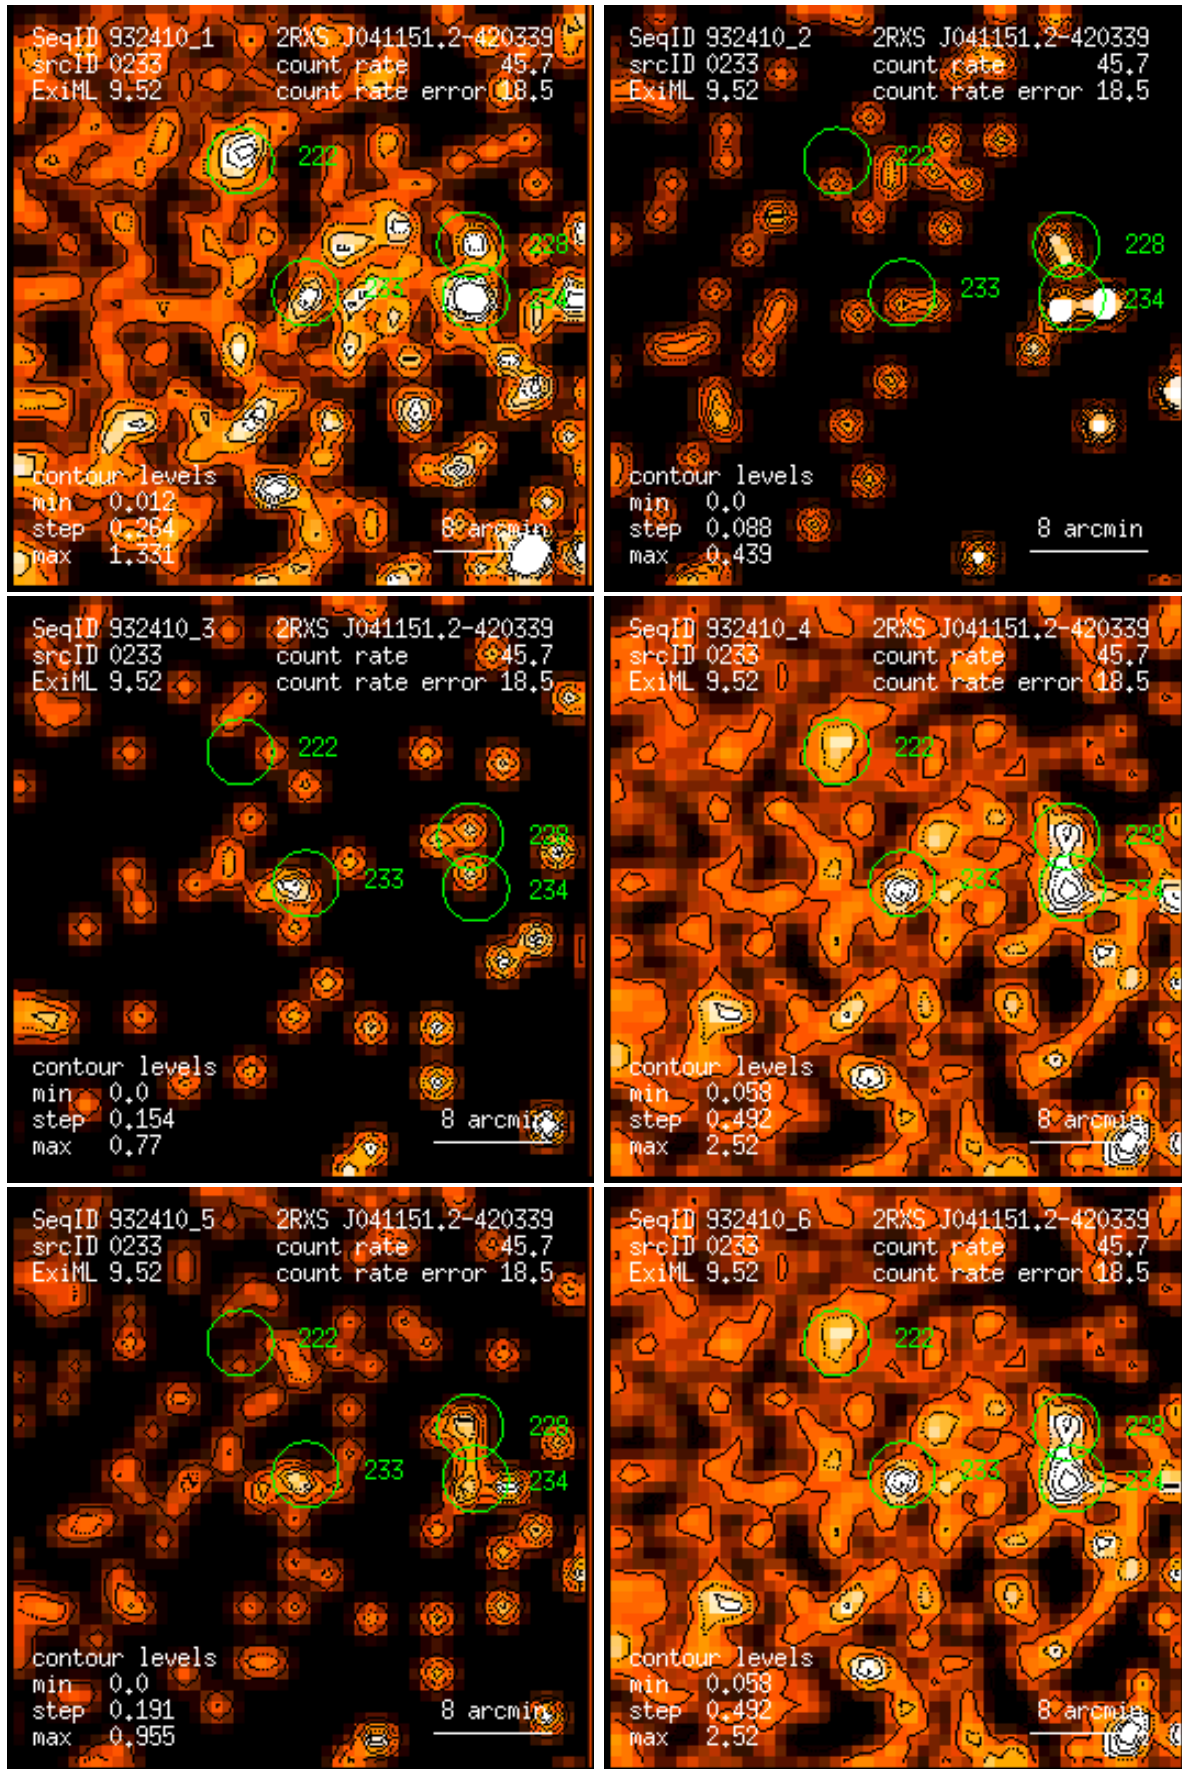 SeqID 932410_1 2RXS J041151.2-420339
srcID 0233 count rate 45.7
ExiML 9.52 count rate error 18.5
222
228
233 234
contour levels
min 0.012
step 0.264 8 arcmin
max 1.331
SeqID 932410_2 2RXS J041151.2-420339
srcID 0233 count rate 45.7
ExiML 9.52 count rate error 18.5
222
228
233 234
contour levels
min 0.0
step 0.088 8 arcmin
max 0.439
SeqID 932410_3 2RXS J041151.2-420339
srcID 0233 count rate 45.7
ExiML 9.52 count rate error 18.5
222
228
233 234
contour levels
min 0.0
step 0.154 8 arcmin
max 0.77
SeqID 932410_4 2RXS J041151.2-420339
srcID 0233 count rate 45.7
ExiML 9.52 count rate error 18.5
222
228
233 234
contour levels
min 0.058
step 0.492 8 arcmin
max 2.52
SeqID 932410_5 2RXS J041151.2-420339
srcID 0233 count rate 45.7
ExiML 9.52 count rate error 18.5
222
228
233 234
contour levels
min 0.0
step 0.191 8 arcmin
max 0.955
SeqID 932410_6 2RXS J041151.2-420339
srcID 0233 count rate 45.7
ExiML 9.52 count rate error 18.5
222
228
233 234
contour levels
min 0.058
step 0.492 8 arcmin
max 2.52